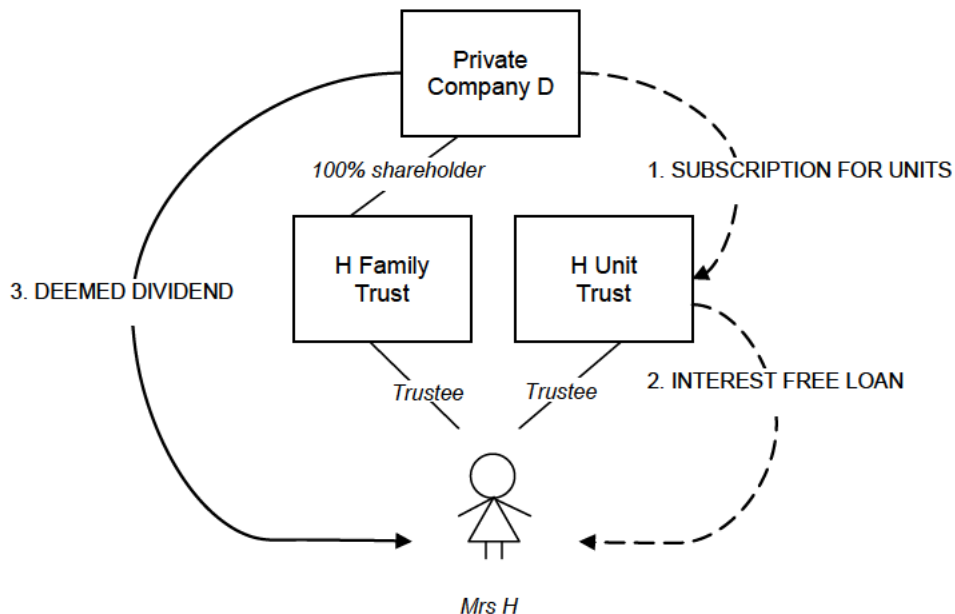 Private
Company D
100% shareholder
1. SUBSCRIPTION FOR UNITS
H Family
Trust
H Unit
Trust
3. DEEMED DIVIDEND
2. INTEREST FREE LOAN
Trustee
Trustee
Mrs H